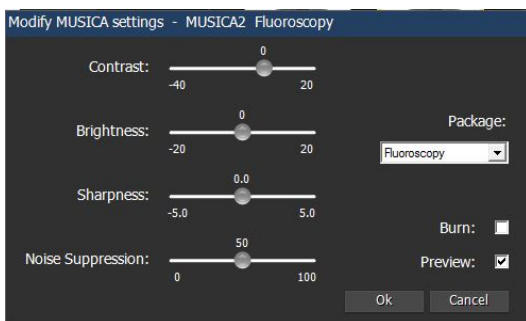 Modify MUSICA settings - MUSICA2 Fluoroscopy
Contrast:
0
-40 20
Brightness:
0
-20 20
Package:
Fluoroscopy
Sharpness:
0.0
-5.0 5.0
Burn:
Noise Suppression:
50
0 100
Preview:
Ok Cancel